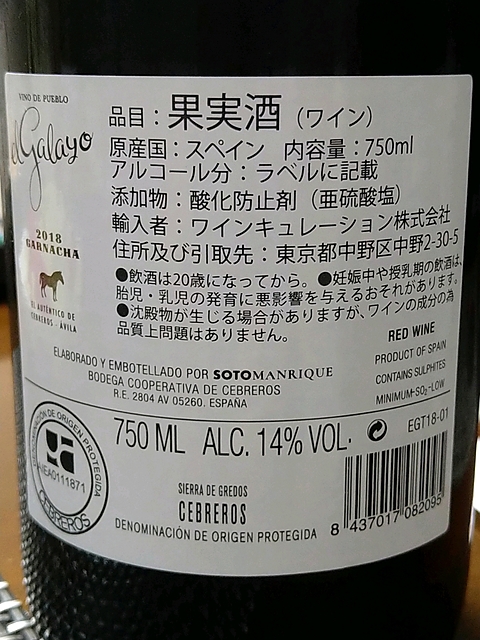 VINO DE PUEBLO
el Galayo
2018
GARNACHA
EL AUTÉNTICO DE
CEBREROS - ÁVILA
品目：果実酒（ワイン）
原産国：スペイン 内容量：750ml
アルコール分：ラベルに記載
添加物：酸化防止剤（亜硫酸塩）
輸入者：ワインキュレーション株式会社
住所及び引取先：東京都中野区中野2-30-5
●飲酒は20歳になってから。●妊娠中や授乳期の飲酒は、
胎児・乳児の発育に悪影響を与えるおそれがあります。
●沈殿物が生じる場合がありますが、ワインの成分の為
品質上問題はありません。
RED WINE
PRODUCT OF SPAIN
CONTAINS SULPHITES
MINIMUM-SO₂-LOW
ELABORADO Y EMBOTELLADO POR SOTOMANRIQUE
BODEGA COOPERATIVA DE CEBREROS
R.E. 2804 AV 05260. ESPAÑA
750 ML ALC. 14% VOL.
EGT18-01
DENOMINACIÓN DE ORIGEN PROTEGIDA
AEA0111871
CEBREROS
SIERRA DE GREDOS
CEBREROS
DENOMINACIÓN DE ORIGEN PROTEGIDA
8 437017 082095